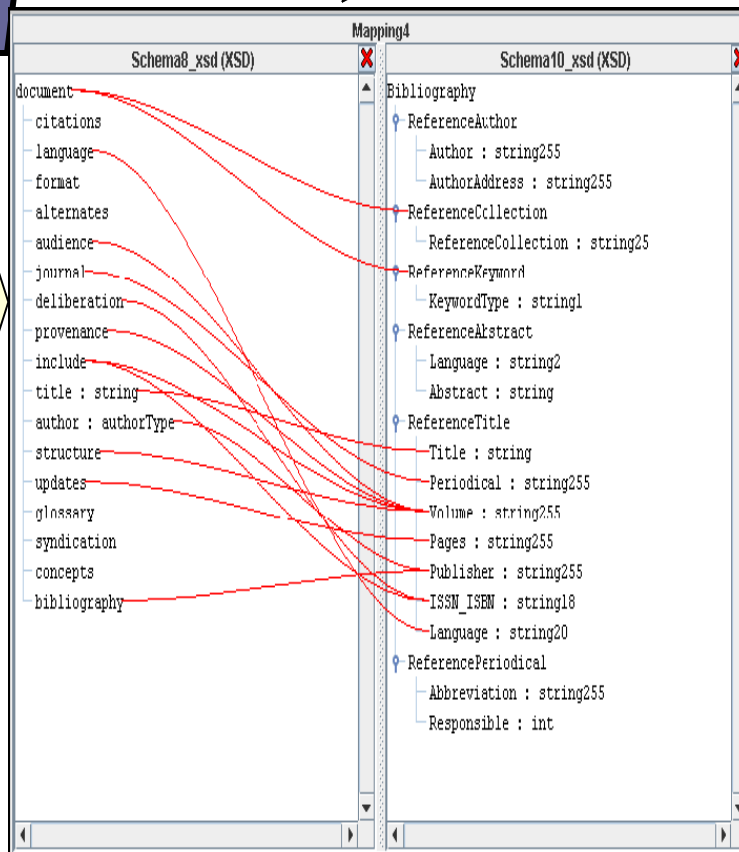 Mapping4
Schema8_xsd (XSD)
document
citations
language
format
alternates
audience
journal
deliberation
provenance
include
title : string
author : authorType
structure
updates
glossary
syndication
concepts
bibliography
Schema10_xsd (XSD)
Bibliography
ReferenceAuthor
Author : string255
AuthorAddress : string255
ReferenceCollection
ReferenceCollection : string25
ReferenceKeyword
KeywordType : string1
ReferenceAbstract
Language : string2
Abstract : string
ReferenceTitle
Title : string
Periodical : string255
Volume : string255
Pages : string255
Publisher : string255
ISSN_ISBN : string18
Language : string20
ReferencePeriodical
Abbreviation : string255
Responsible : int